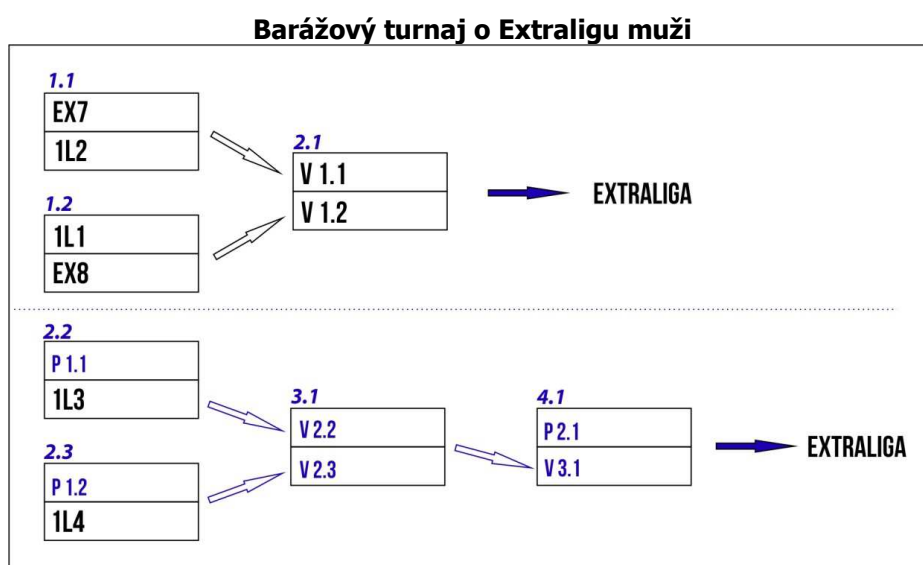 Barážový turnaj o Extraligu muži
1.1
EX7
1L2
1.2
1L1
EX8
2.1
V 1.1
V 1.2
EXTRALIGA
2.2
P 1.1
1L3
2.3
P 1.2
1L4
3.1
V 2.2
V 2.3
4.1
P 2.1
V 3.1
EXTRALIGA